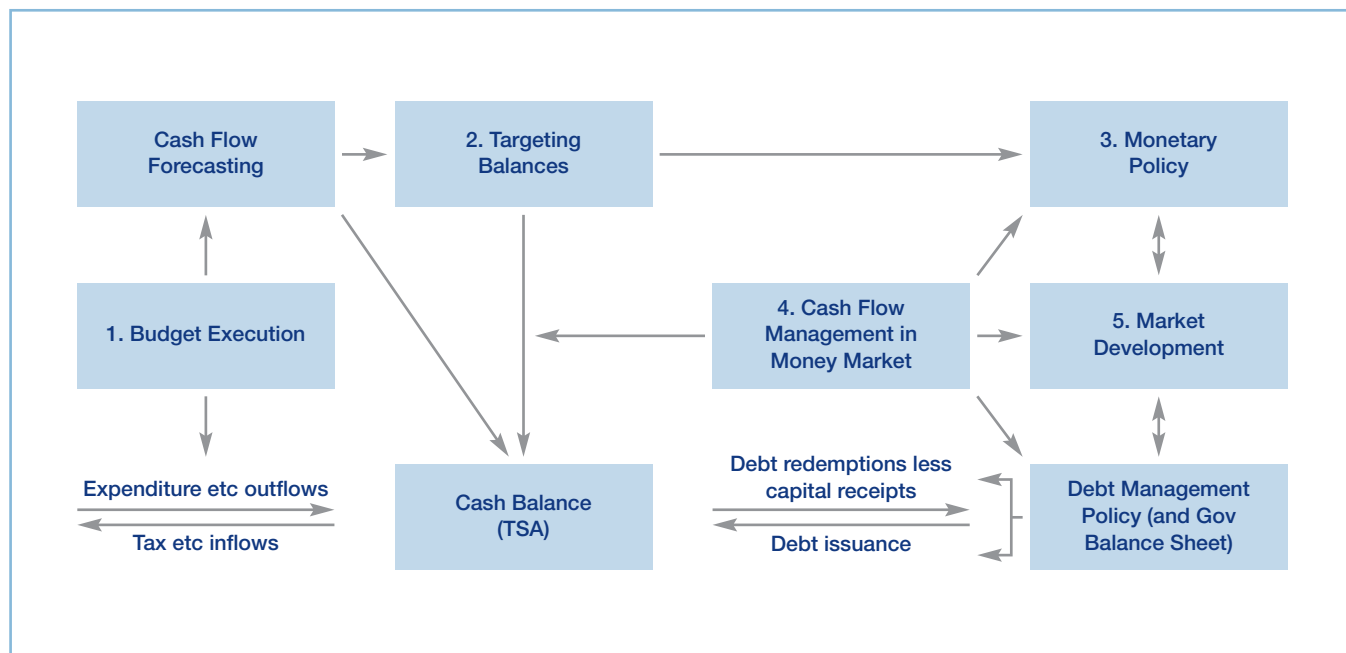 Cash Flow
Forecasting
2. Targeting
Balances
3. Monetary
Policy
1. Budget Execution
4. Cash Flow
Management in
Money Market
5. Market
Development
Expenditure etc outflows
Tax etc inflows
Cash Balance
(TSA)
Debt redemptions less
capital receipts
Debt issuance
Debt Management
Policy (and Gov
Balance Sheet)